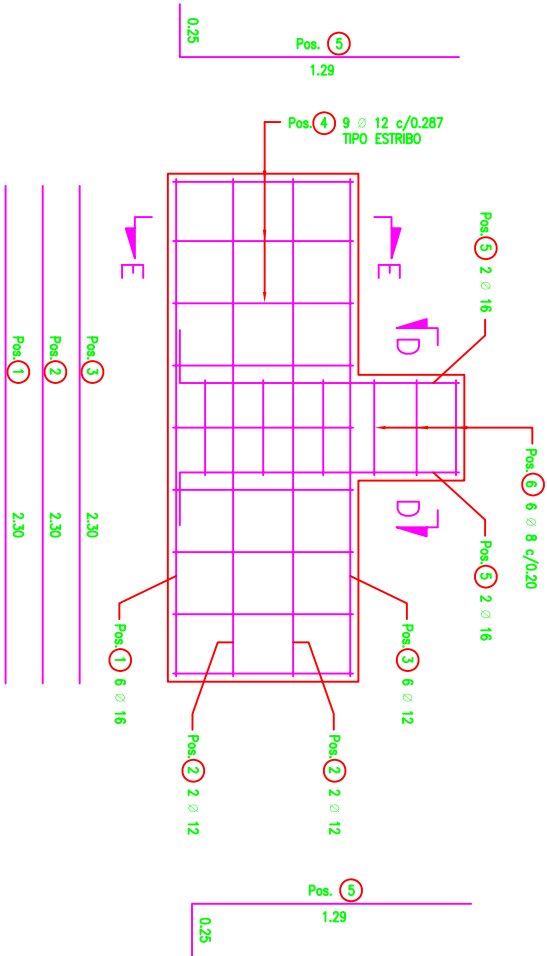 0.25
Pos. 5
1.29
Pos. 4 9 ∅ 12 c/0.287
TIPO ESTRIBO
E
E
Pos. 5 2 ∅ 16
D
D
Pos. 6 6 ∅ 8 c/0.20
Pos. 5 2 ∅ 16
Pos. 3 2.30
Pos. 2 2.30
Pos. 1 2.30
Pos. 3 6 ∅ 12
Pos. 1 6 ∅ 16
Pos. 2 2 ∅ 12
Pos. 2 2 ∅ 12
Pos. 5
1.29
0.25